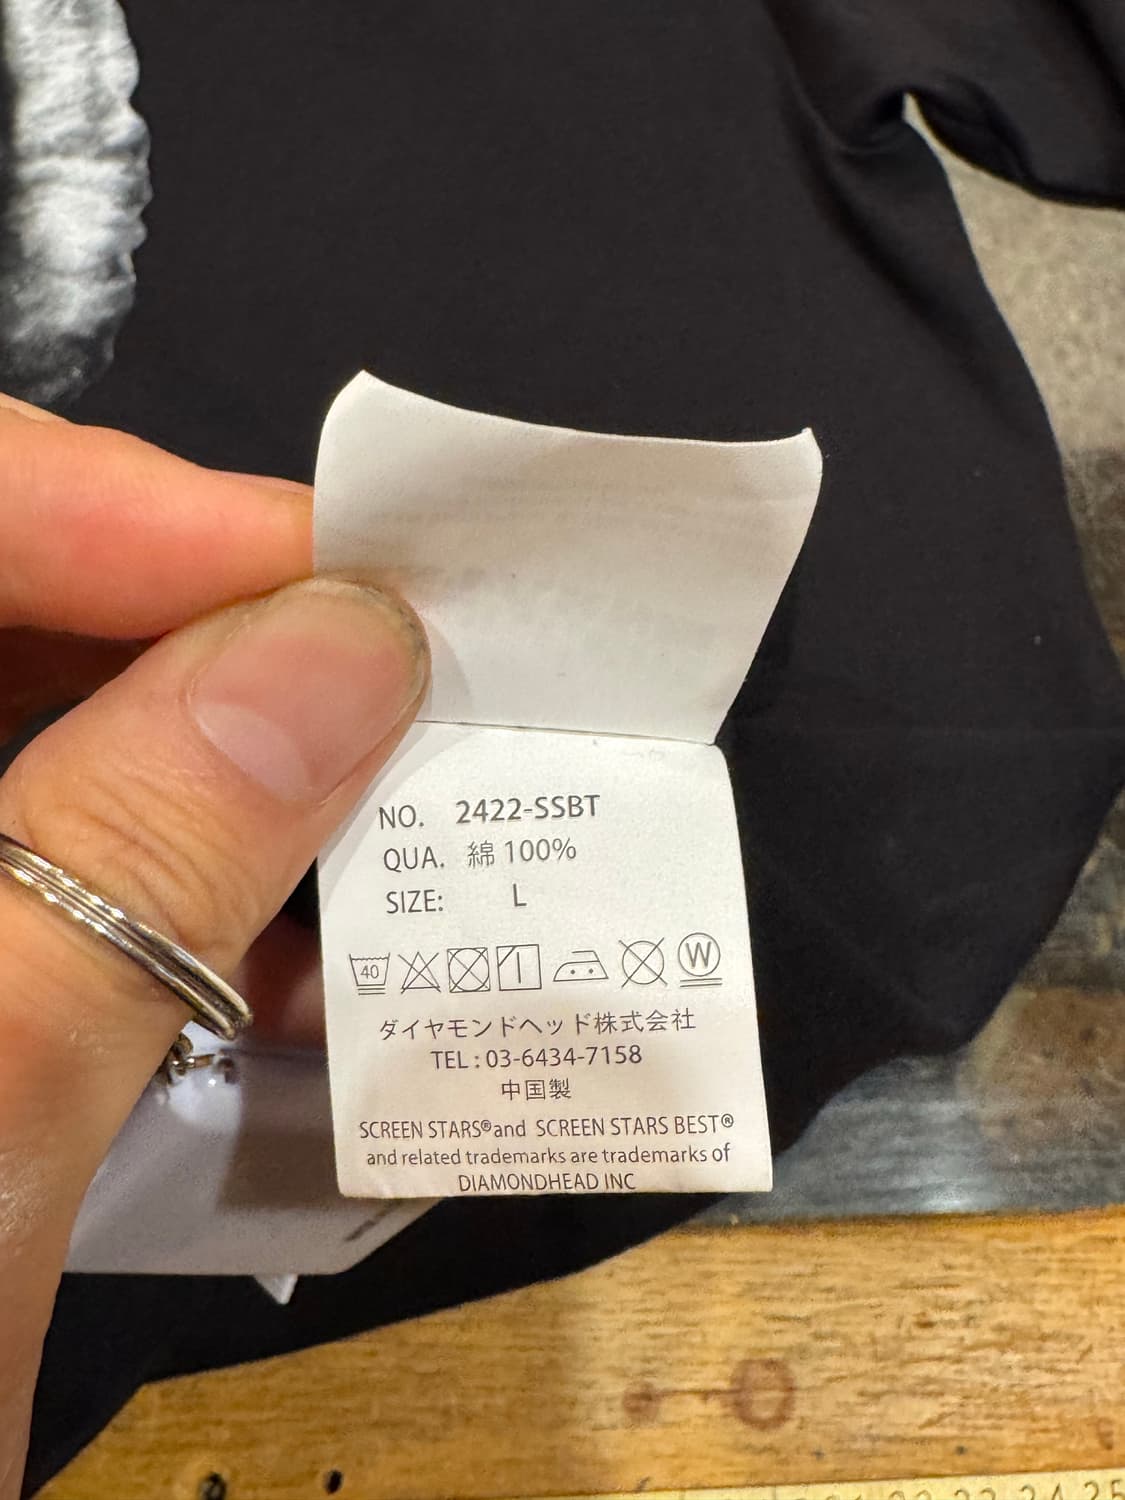 NO. 2422-SSBT
QUA. 綿 100%
SIZE: L
40 W
ダイヤモンドヘッド株式会社
TEL : 03-6434-7158
中国製
SCREEN STARS® and SCREEN STARS BEST®
and related trademarks are trademarks of
DIAMONDHEAD INC